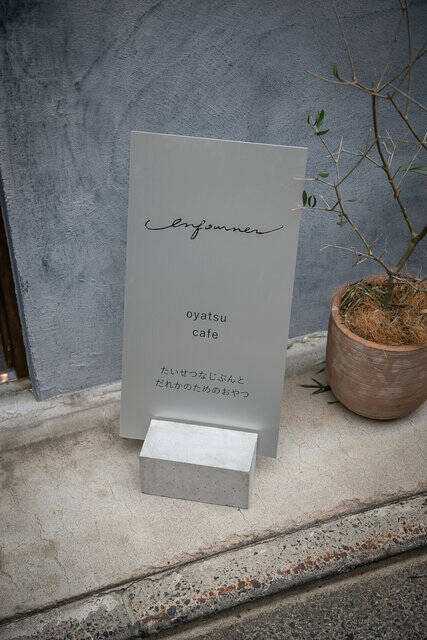 enfourner
oyatsu
cafe
たいせつなじぶんと
だれかのためのおやつ